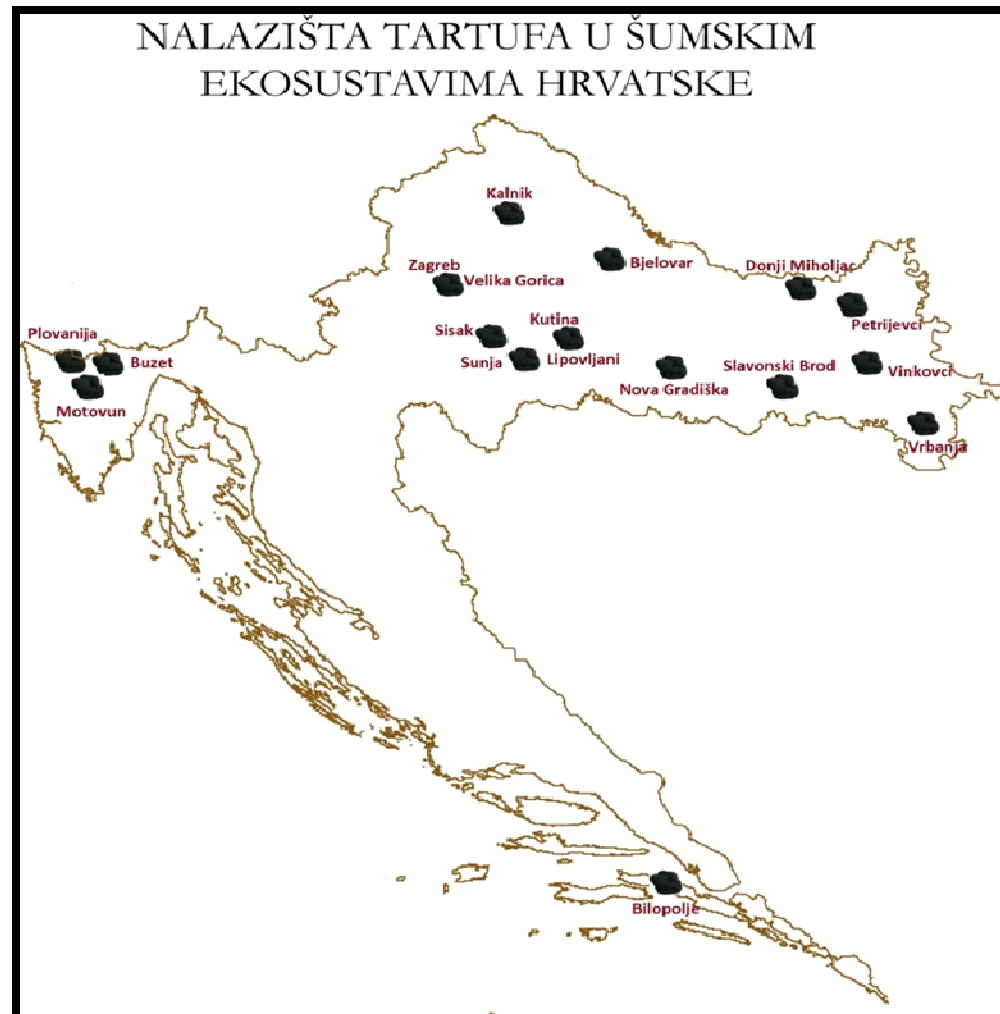 NALAZIŠTA TARTUFA U ŠUMSKIM
EKOSUSTAVIMA HRVATSKE
Kalnik
Zagreb
Velika Gorica
Bjelovar
Donji Miholjac
Petrijevci
Plovanija
Buzet
Motovun
Sisak
Kutina
Sunja
Lipovljani
Nova Gradiška
Slavonski Brod
Vinkovci
Vrbanja
Bilopolje